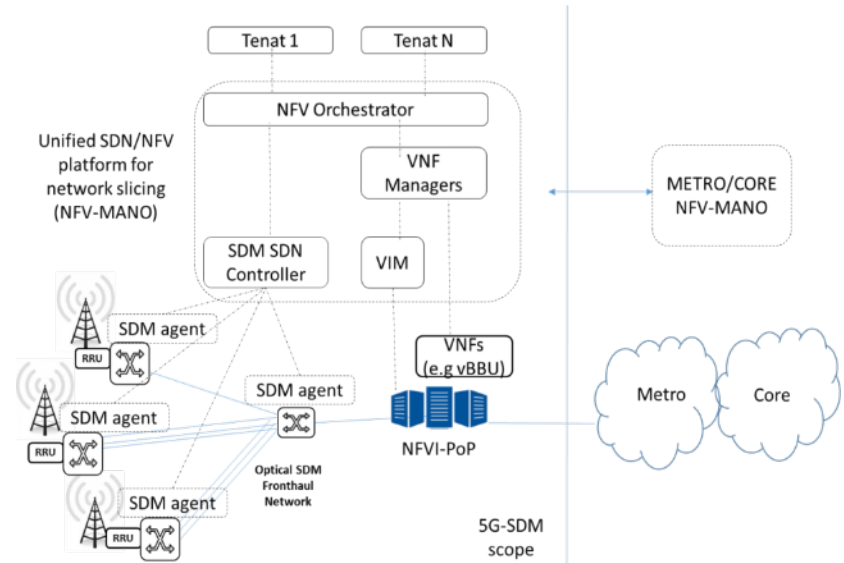 Tenat 1
Tenat N
NFV Orchestrator
Unified SDN/NFV
platform for
network slicing
(NFV-MANO)
VNF
Managers
METRO/CORE
NFV-MANO
SDM SDN
Controller
VIM
SDM agent
RRU
VNFs
(e.g vBBU)
SDM agent
SDM agent
RRU
Metro
Core
NFVI-PoP
Optical SDM
Fronthaul
Network
SDM agent
RRU
5G-SDM
scope